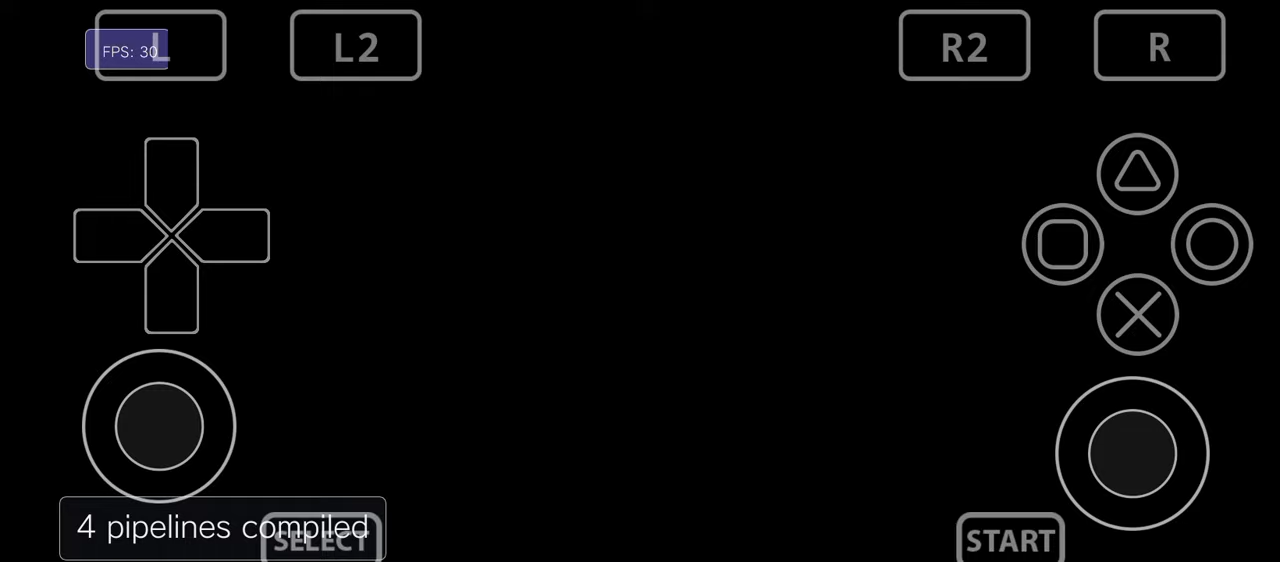 FPS: 30
L
L2
R2
R
4 pipelines compiled
SELECT
START